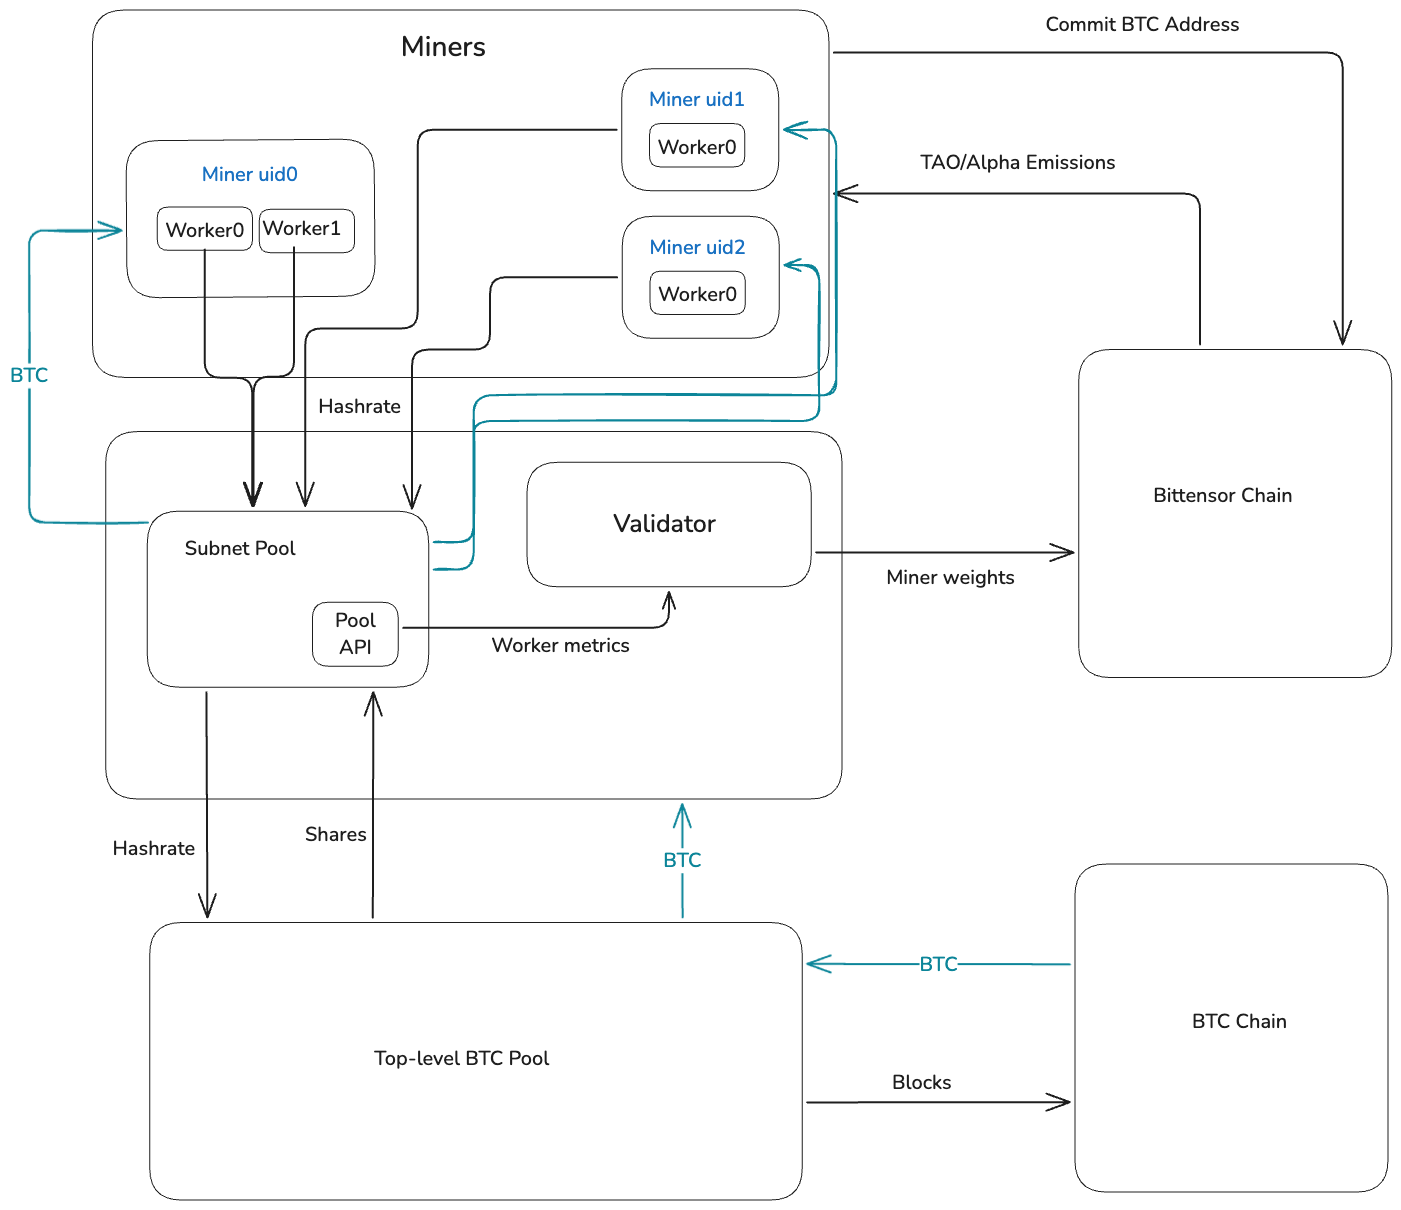 Commit BTC Address
Miners
Miner uid1
Worker0
TAO/Alpha Emissions
Miner uid0
Worker0
Worker1
Miner uid2
Worker0
BTC
Hashrate
Bittensor Chain
Validator
Subnet Pool
Miner weights
Pool
API
Worker metrics
Shares
Hashrate
BTC
BTC
BTC Chain
Top-level BTC Pool
Blocks